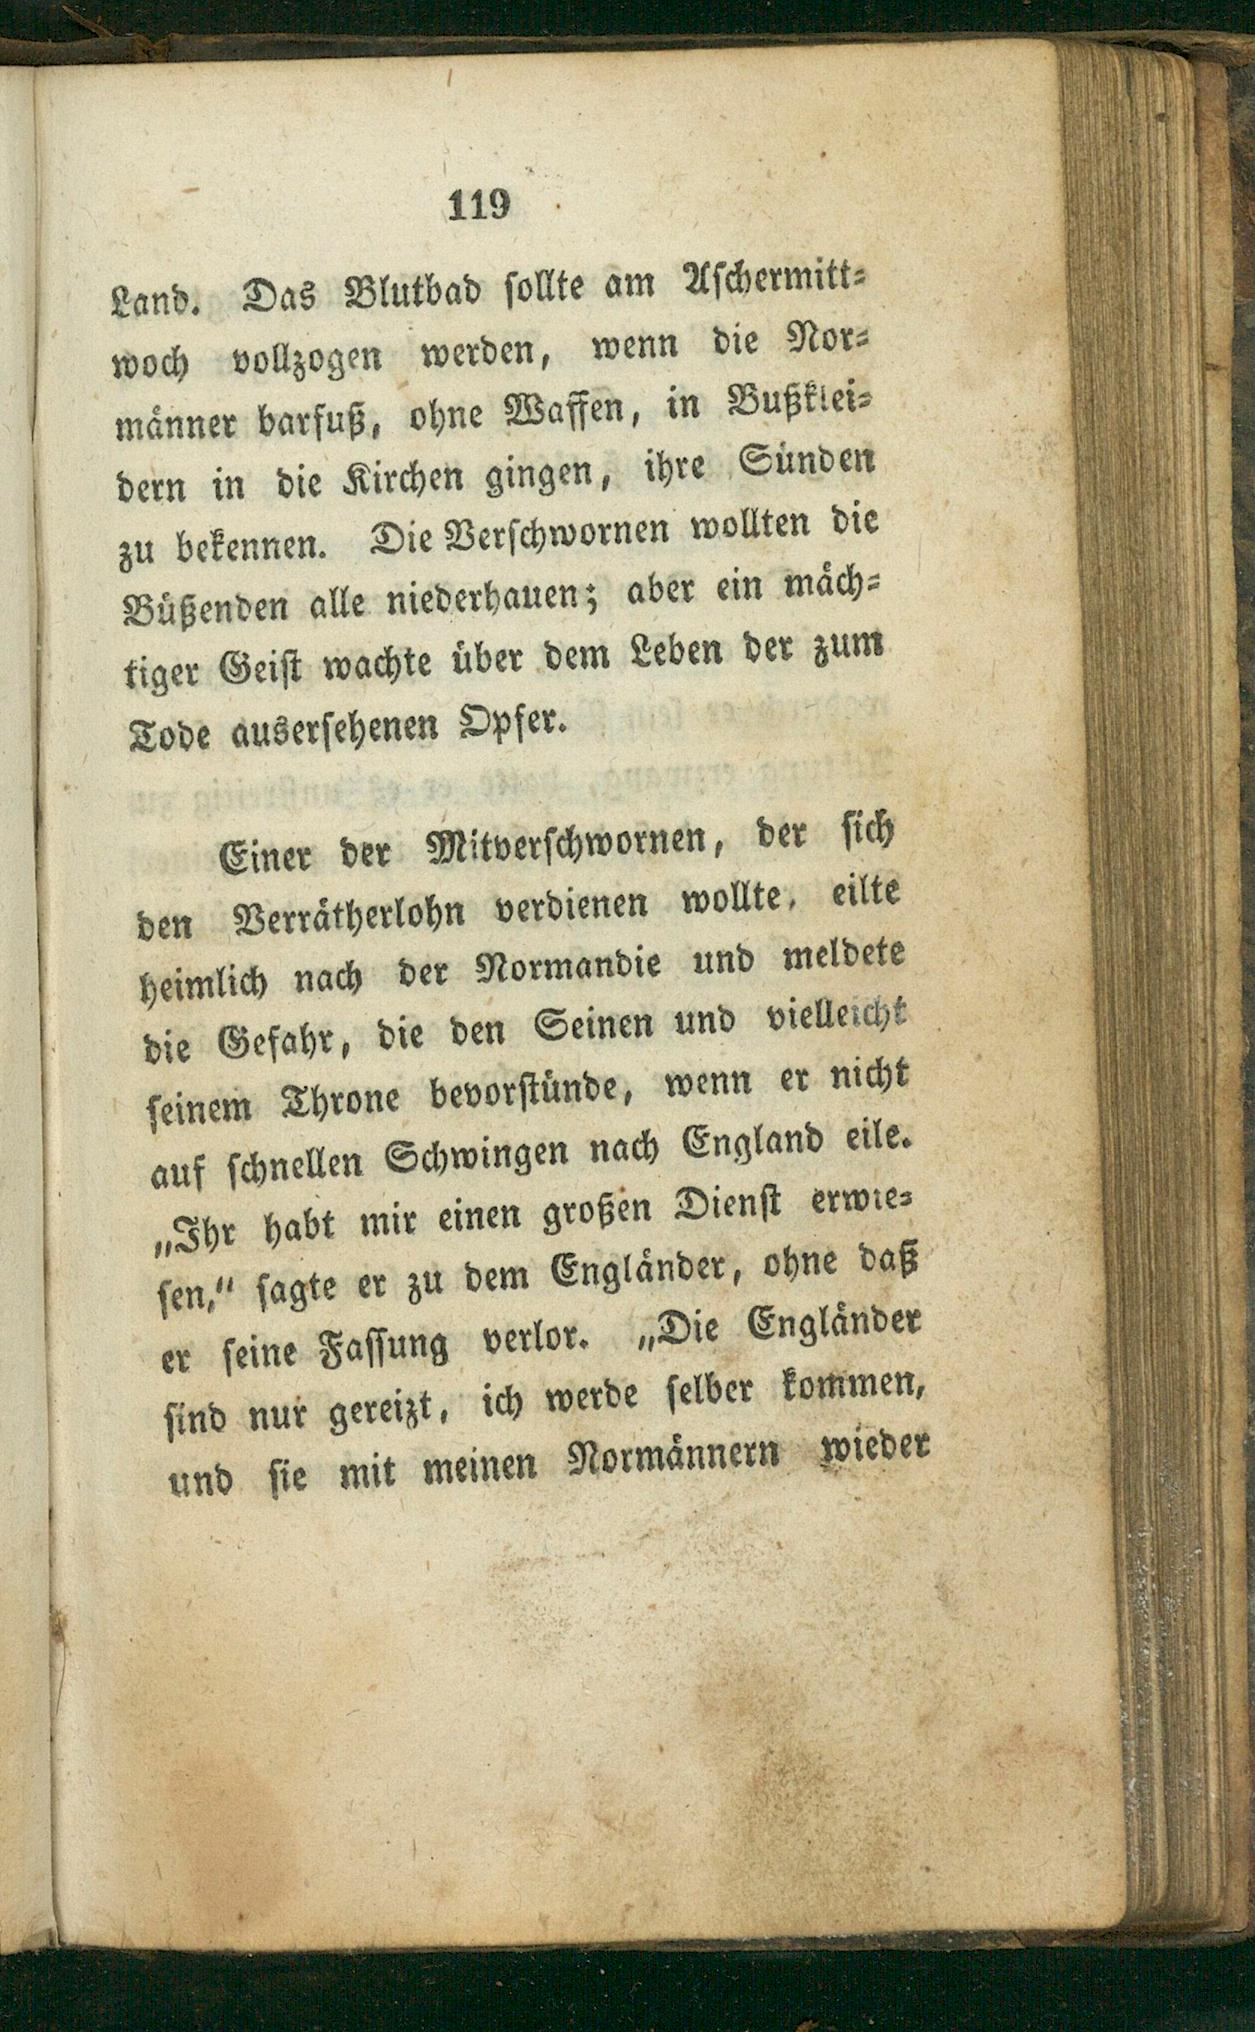 119
Land. Das Blutbad sollte am Aschermitt-
woch vollzogen werden, wenn die Nor-
männer barfuß, ohne Waffen, in Bußklei-
dern in die Kirchen gingen, ihre Sünden
zu bekennen. Die Verschwornen wollten die
Büßenden alle niederhauen; aber ein mäch-
tiger Geist wachte über dem Leben der zum
Tode ausersehenen Opfer.
Einer der Mitverschwornen, der sich
den Verrätherlohn verdienen wollte, eilte
heimlich nach der Normandie und meldete
die Gefahr, die den Seinen und vielleicht
seinem Throne bevorstünde, wenn er nicht
auf schnellen Schwingen nach England eile.
„Ihr habt mir einen großen Dienst erwie-
sen,“ sagte er zu dem Engländer, ohne daß
er seine Fassung verlor. „Die Engländer
sind nur gereizt, ich werde selber kommen,
und sie mit meinen Normännern wieder